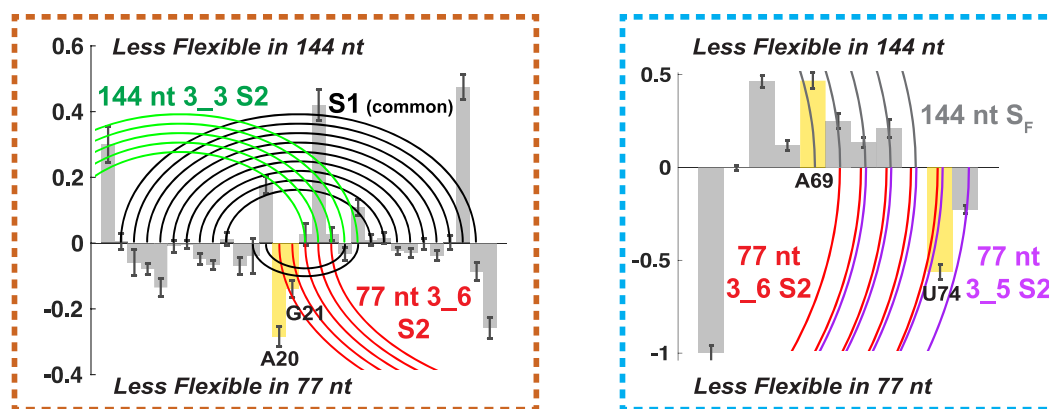 Less Flexible in 144 nt
0.6
144 nt 3_3 S2
S1 (common)
0.4
0.2
0
-0.2
-0.4
G21
A20
77 nt 3_6
S2
Less Flexible in 77 nt
Less Flexible in 144 nt
0.5
144 nt SF
0
A69
-0.5
77 nt
3_6 S2
77
nt
3_5 S2
U74
-1
Less Flexible in 77 nt